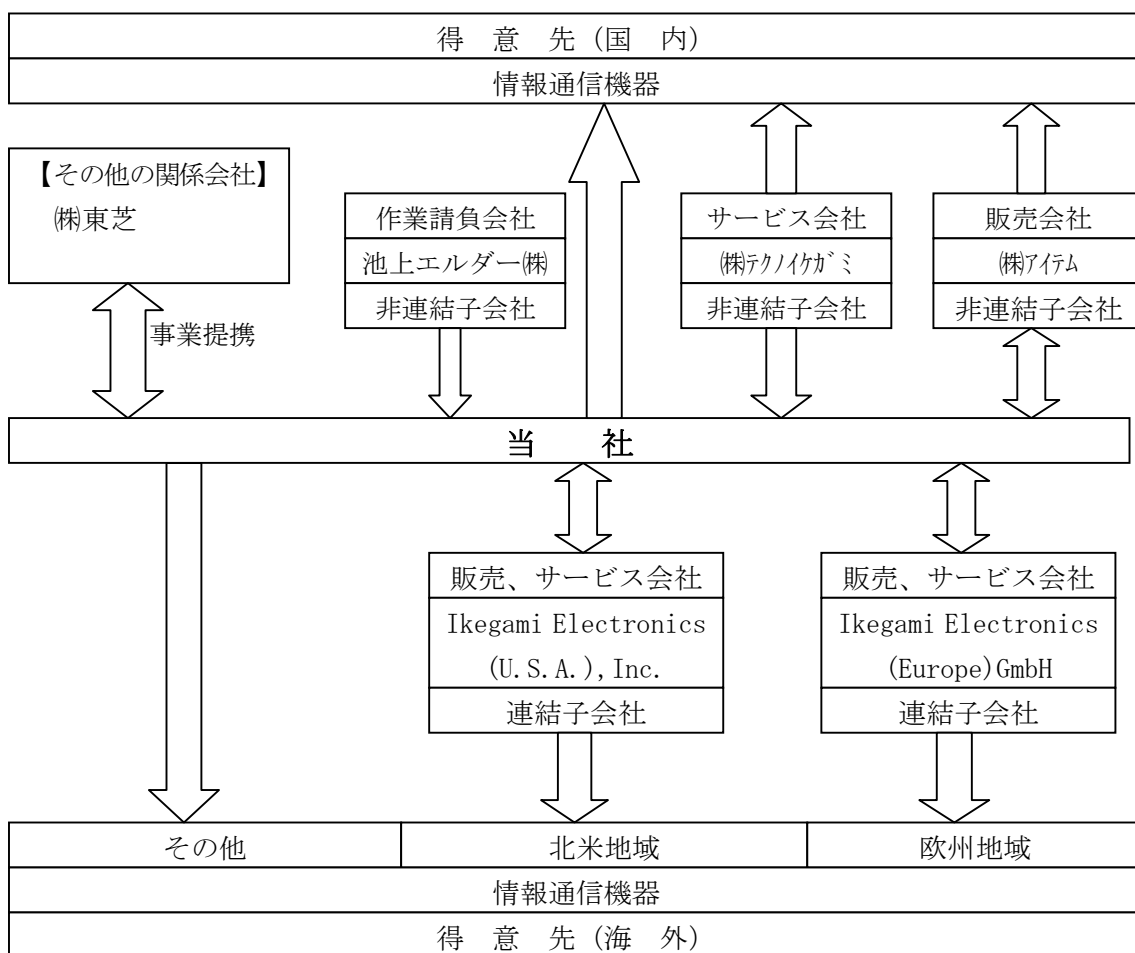 得 意 先 (国 内)
情報通信機器
【その他の関係会社】
㈱東芝
作業請負会社
池上エルダー㈱
非連結子会社
サービス会社
㈱ﾃｸﾉｲｹｶﾞﾐ
非連結子会社
販売会社
㈱ｱｲﾃﾑ
非連結子会社
事業提携
当 社
販売、サービス会社
Ikegami Electronics
(U.S.A.),Inc.
連結子会社
販売、サービス会社
Ikegami Electronics
(Europe)GmbH
連結子会社
その他
北米地域
欧州地域
情報通信機器
得 意 先 (海 外)